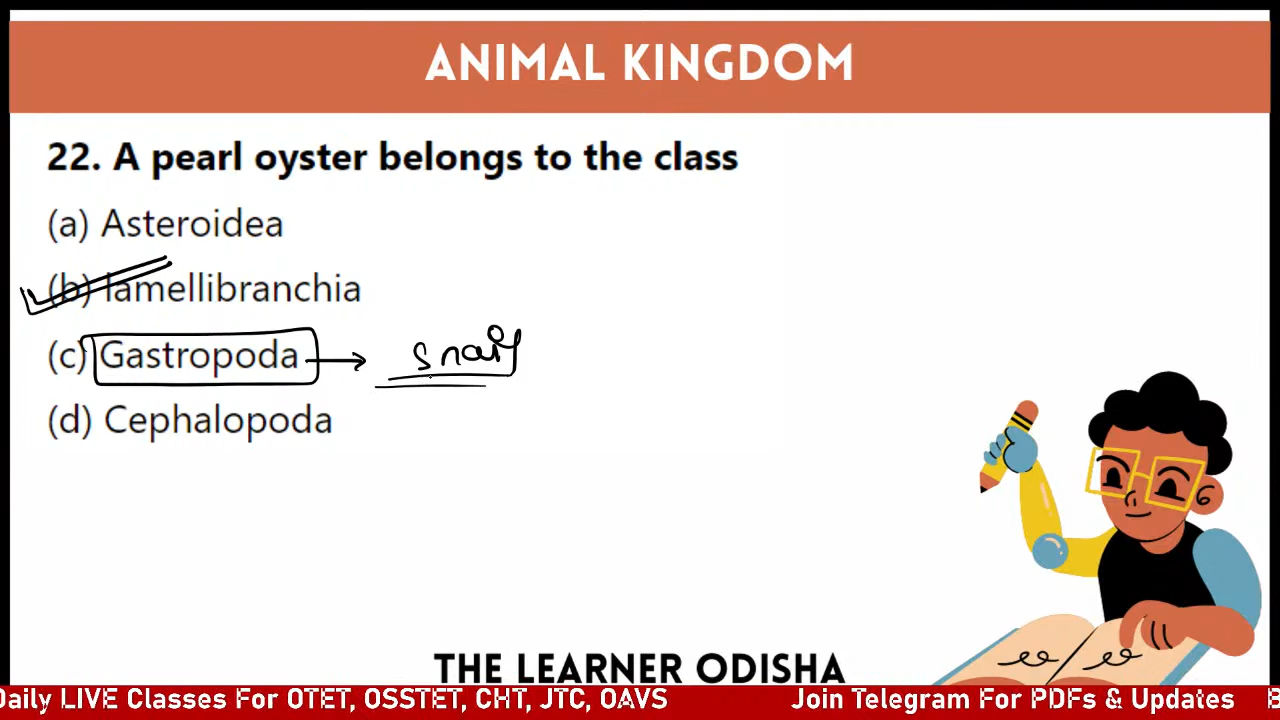 ANIMAL KINGDOM
22. A pearl oyster belongs to the class
(a) Asteroidea
(b) lamellibranchia
(c) Gastropoda → snail
(d) Cephalopoda
THE LEARNER ODISHA
Daily LIVE Classes For OTET, OSSTET, CHT, JTC, OAVS Join Telegram For PDFs & Updates